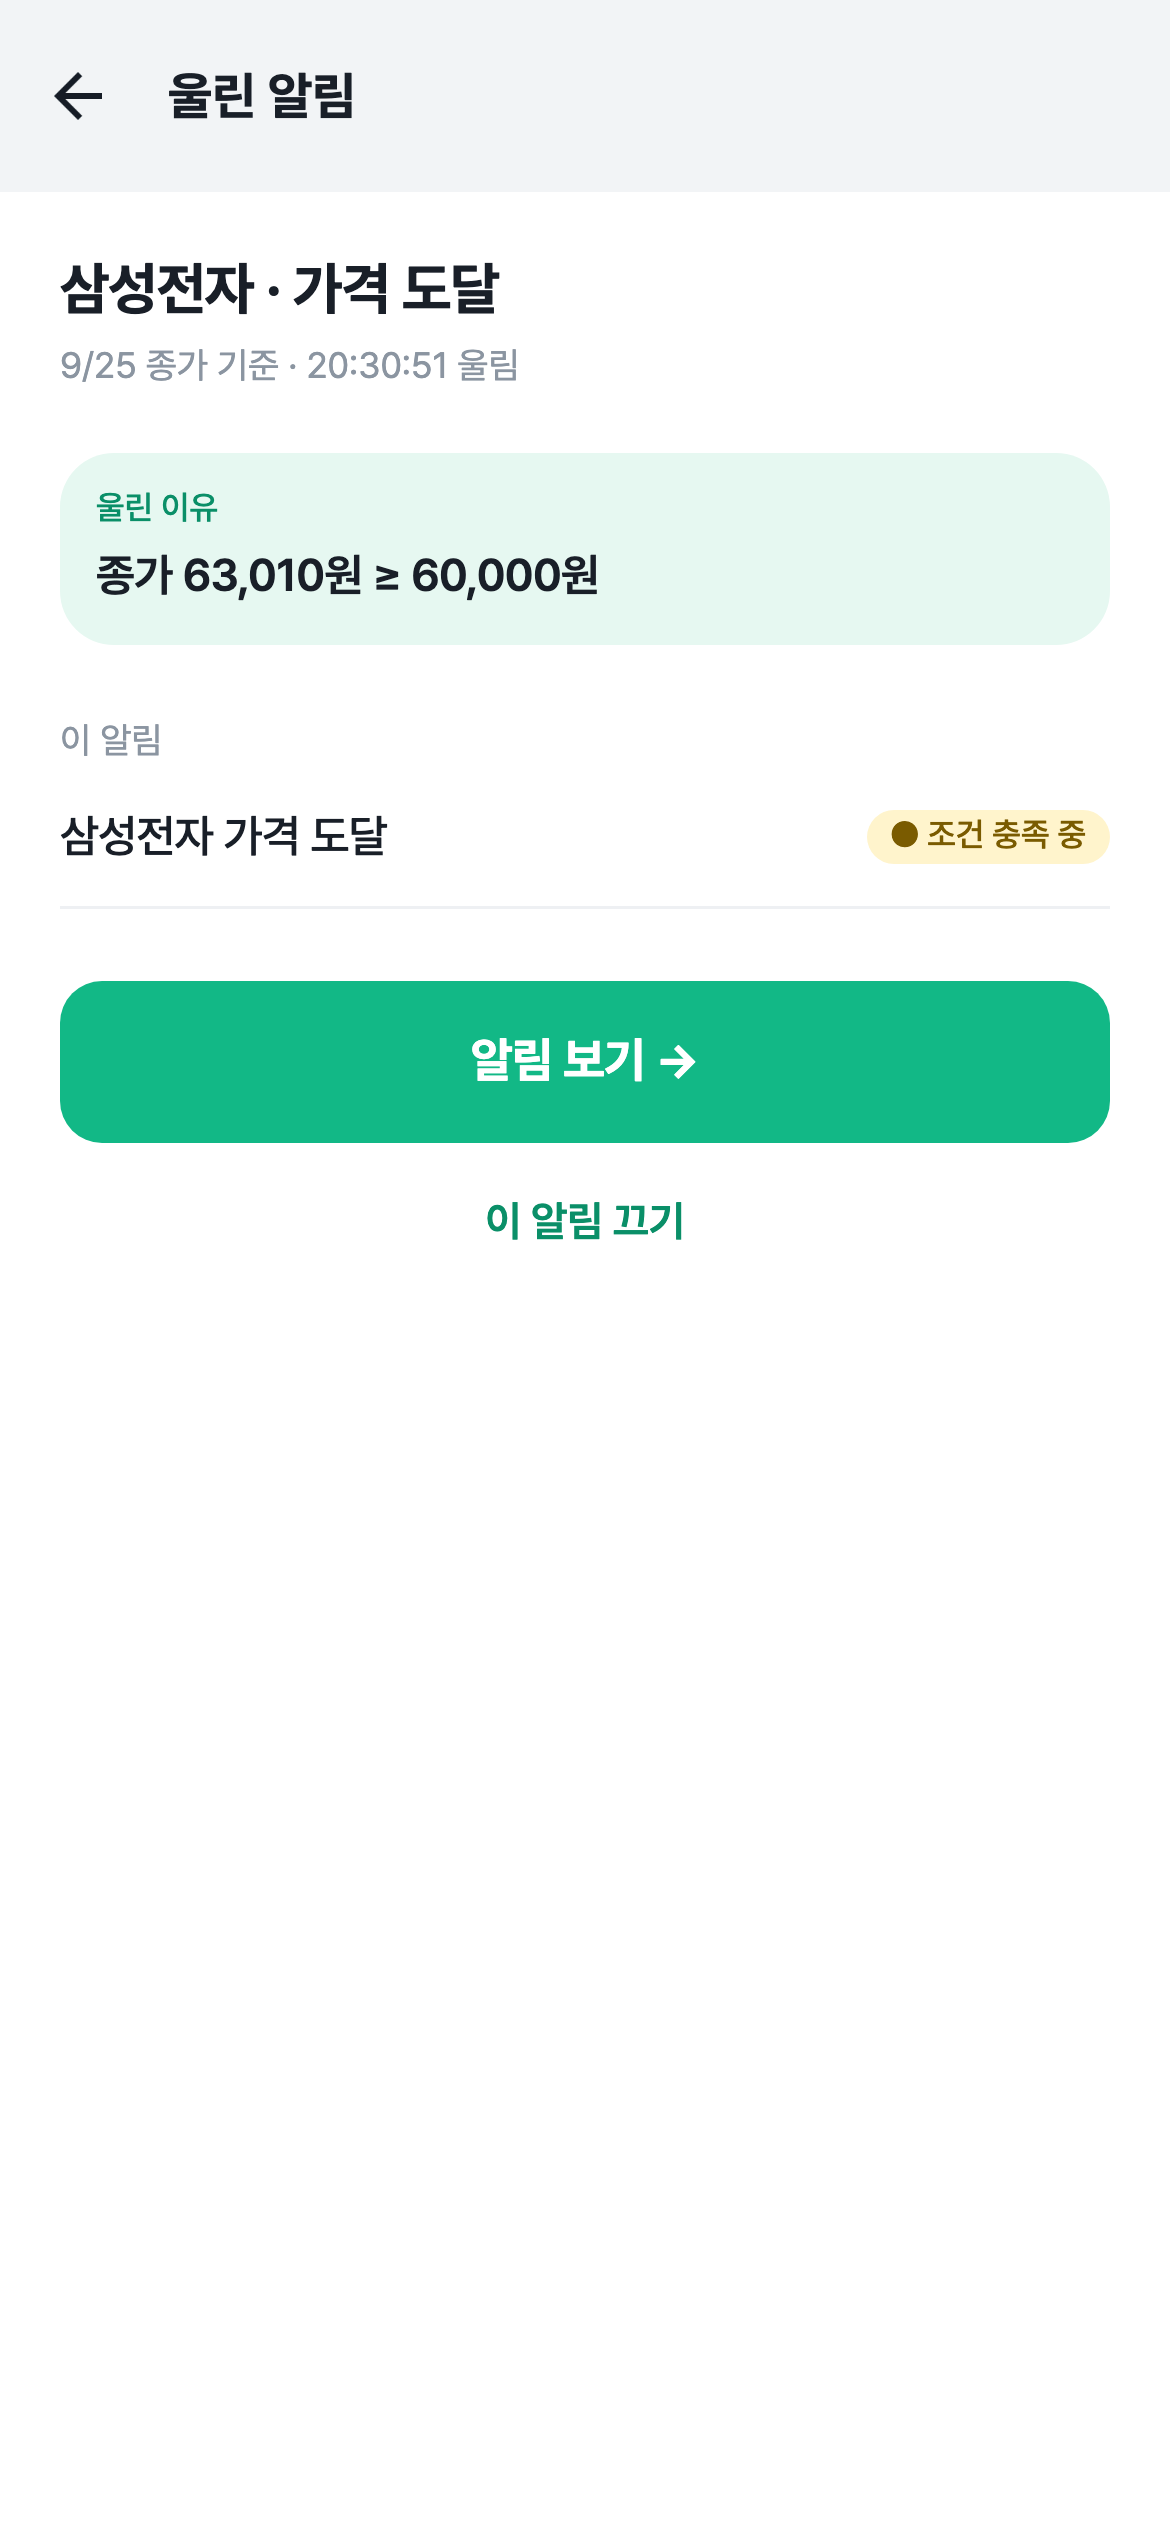 울린 알림
삼성전자 · 가격 도달
9/25 종가 기준 · 20:30:51 울림
울린 이유
종가 63,010원 ≥ 60,000원
이 알림
삼성전자 가격 도달
● 조건 충족 중
알림 보기 →
이 알림 끄기